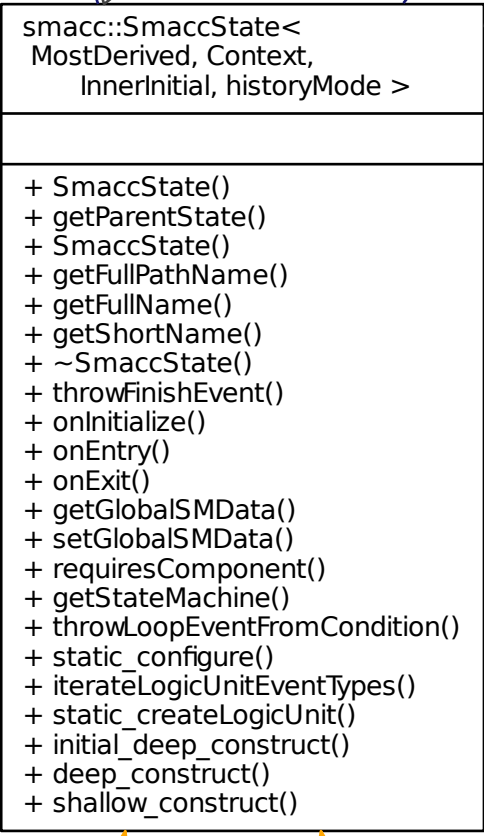 smacc::SmaccState<
MostDerived, Context,
InnerInitial, historyMode >
+ SmaccState()
+ getParentState()
+ SmaccState()
+ getFullPathName()
+ getFullName()
+ getShortName()
+ ~SmaccState()
+ throwFinishEvent()
+ onInitialize()
+ onEntry()
+ onExit()
+ getGlobalSMData()
+ setGlobalSMData()
+ requiresComponent()
+ getStateMachine()
+ throwLoopEventFromCondition()
+ static_configure()
+ iterateLogicUnitEventTypes()
+ static_createLogicUnit()
+ initial_deep_construct()
+ deep_construct()
+ shallow_construct()